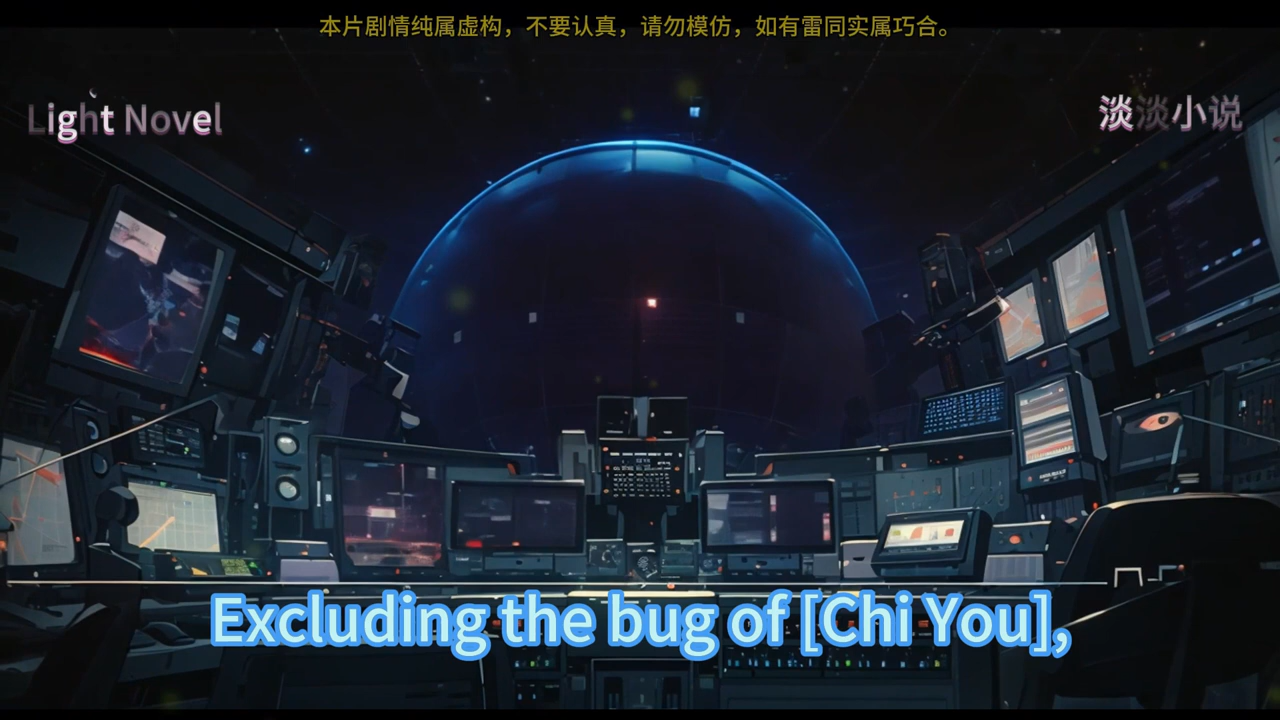 本片剧情纯属虚构，不要认真，请勿模仿，如有雷同实属巧合。
Light Novel
淡淡小说
Excluding the bug of [Chi You],